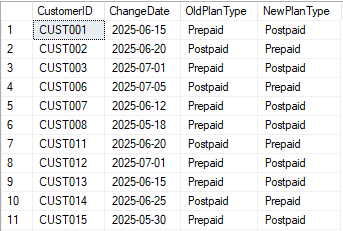 CustomerID ChangeDate OldPlanType NewPlanType
1 CUST001 2025-06-15 Prepaid Postpaid
2 CUST002 2025-06-20 Postpaid Prepaid
3 CUST003 2025-07-01 Prepaid Postpaid
4 CUST006 2025-07-05 Postpaid Prepaid
5 CUST007 2025-06-12 Prepaid Postpaid
6 CUST008 2025-05-18 Prepaid Postpaid
7 CUST011 2025-06-20 Postpaid Prepaid
8 CUST012 2025-07-01 Prepaid Postpaid
9 CUST013 2025-06-15 Prepaid Postpaid
10 CUST014 2025-06-25 Postpaid Prepaid
11 CUST015 2025-05-30 Prepaid Postpaid